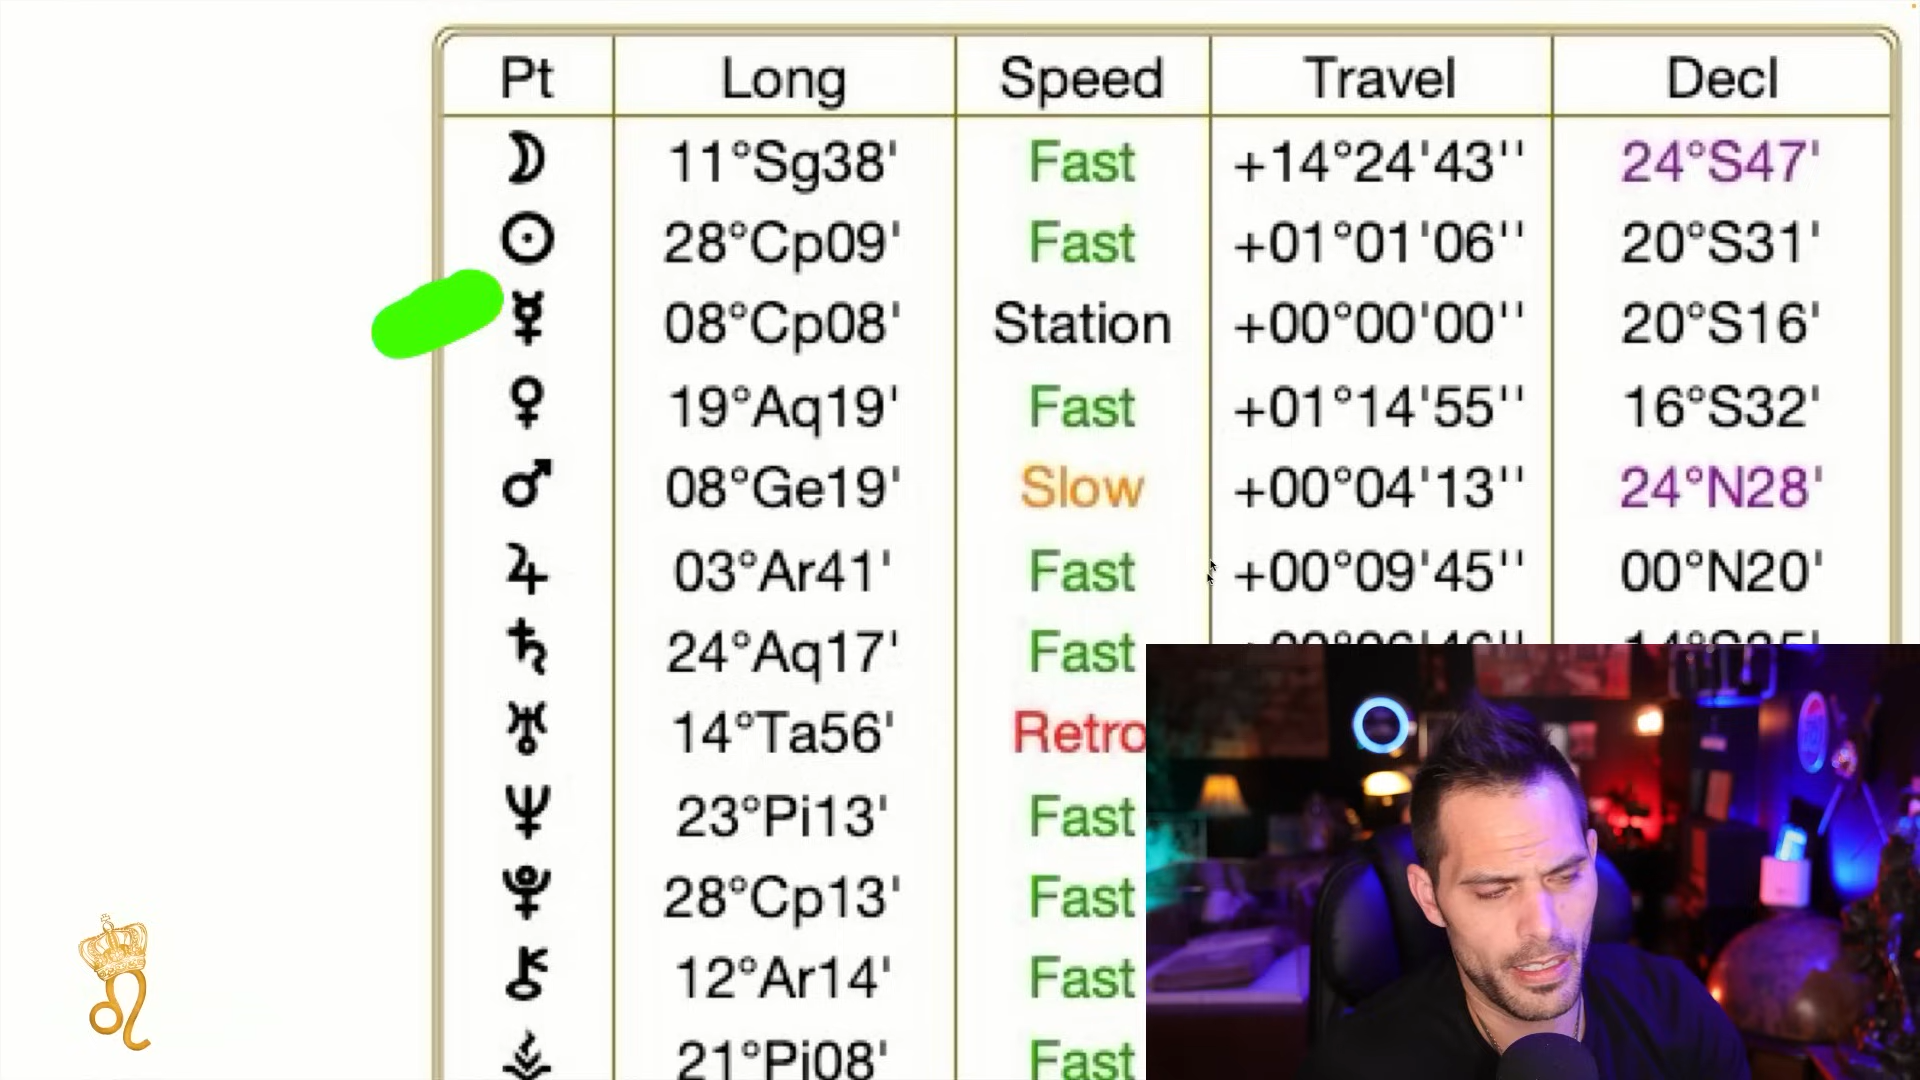 Pt Long Speed Travel Decl
11°Sg38' Fast +14°24'43'' 24°S47'
28°Cp09' Fast +01°01'06'' 20°S31'
08°Cp08' Station +00°00'00'' 20°S16'
19°Aq19' Fast +01°14'55'' 16°S32'
08°Ge19' Slow +00°04'13'' 24°N28'
03°Ar41' Fast +00°09'45'' 00°N20'
24°Aq17' Fast
14°Ta56' Retro
23°Pi13' Fast
28°Cp13' Fast
12°Ar14' Fast
21°Pi08' Fast